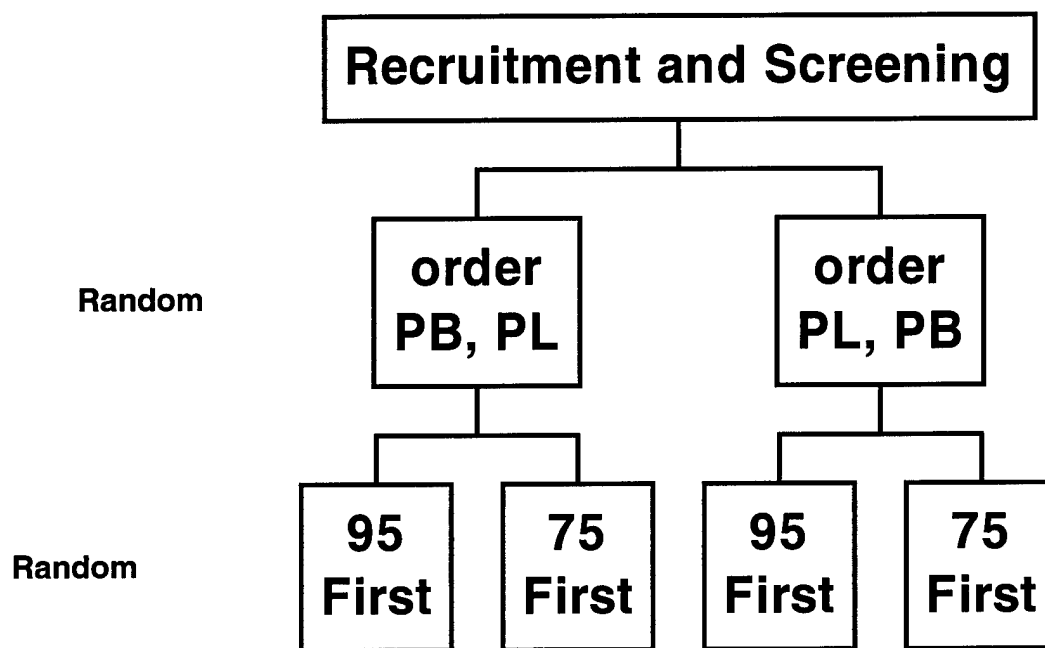 Recruitment and Screening
Random
order
PB, PL
order
PL, PB
Random
95
First
75
First
95
First
75
First